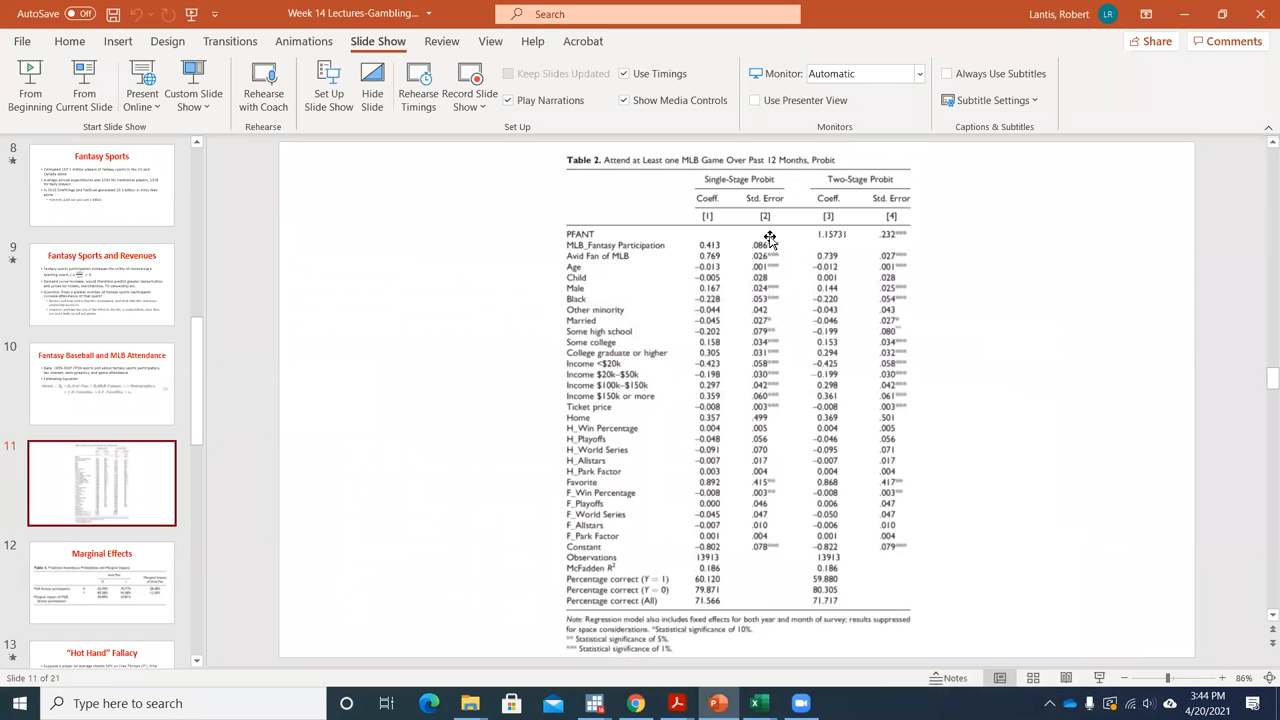 AutoSave
Week 14 Lectures-Gambling...
Search
Lantis, Robert
LR
File Home Insert Design Transitions Animations Slide Show Review View Help Acrobat
Share
Comments
From Beginning
From Current Slide
Present Online
Custom Slide Show
Rehearse with Coach
Set Up Slide Show
Hide Slide
Rehearse Timings
Record Slide Show
Keep Slides Updated
Use Timings
Play Narrations
Show Media Controls
Monitor: Automatic
Use Presenter View
Always Use Subtitles
Subtitle Settings
Start Slide Show
Rehearse
Set Up
Monitors
Captions & Subtitles
8
Fantasy Sports
9
Fantasy Sports and Revenues
10
Fantasy Baseball and MLB Attendance
11
12
Marginal Effects
13
"Hot Hand" Fallacy
Table 2. Attend at Least one MLB Game Over Past 12 Months, Probit
Single-Stage Probit Two-Stage Probit
Coeff. Std. Error Coeff. Std. Error
[1] [2] [3] [4]
PFANT 1.15731 .232***
MLB_Fantasy Participation 0.413 .086
Avid Fan of MLB 0.769 .026*** 0.739 .027***
Age −0.013 .001*** −0.012 .001***
Child −0.005 .028 0.001 .028
Male 0.167 .024*** 0.144 .025***
Black −0.228 .053*** −0.220 .054***
Other minority −0.044 .042 −0.043 .043
Married −0.045 .027* −0.046 .027*
Some high school −0.202 .079** −0.199 .080**
Some college 0.158 .034*** 0.153 .034***
College graduate or higher 0.305 .031*** 0.294 .032***
Income <$20k −0.423 .058*** −0.425 .058***
Income $20k–$50k −0.198 .030*** −0.199 .030***
Income $100k–$150k 0.297 .042*** 0.298 .042***
Income $150k or more 0.359 .060*** 0.361 .061***
Ticket price −0.008 .003*** −0.008 .003***
Home 0.357 .499 0.369 .501
H_Win Percentage 0.004 .005 0.004 .005
H_Playoffs −0.048 .056 −0.046 .056
H_World Series −0.091 .070 −0.095 .071
H_Allstars −0.007 .017 −0.007 .017
H_Park Factor 0.003 .004 0.004 .004
Favorite 0.892 .415** 0.868 .417**
F_Win Percentage −0.008 .003** −0.008 .003**
F_Playoffs 0.000 .046 0.006 .047
F_World Series −0.045 .047 −0.050 .047
F_Allstars −0.007 .010 −0.006 .010
F_Park Factor 0.001 .004 0.001 .004
Constant −0.802 .078*** −0.822 .079***
Observations 13913 13913
McFadden R² 0.186 0.186
Percentage correct (Y = 1) 60.120 59.880
Percentage correct (Y = 0) 79.871 80.305
Percentage correct (All) 71.566 71.717
Note: Regression model also includes fixed effects for both year and month of survey; results suppressed
for space considerations. *Statistical significance of 10%.
** Statistical significance of 5%.
*** Statistical significance of 1%.
Slide 11 of 21
Notes
86%
Type here to search
3:44 PM
4/20/2021